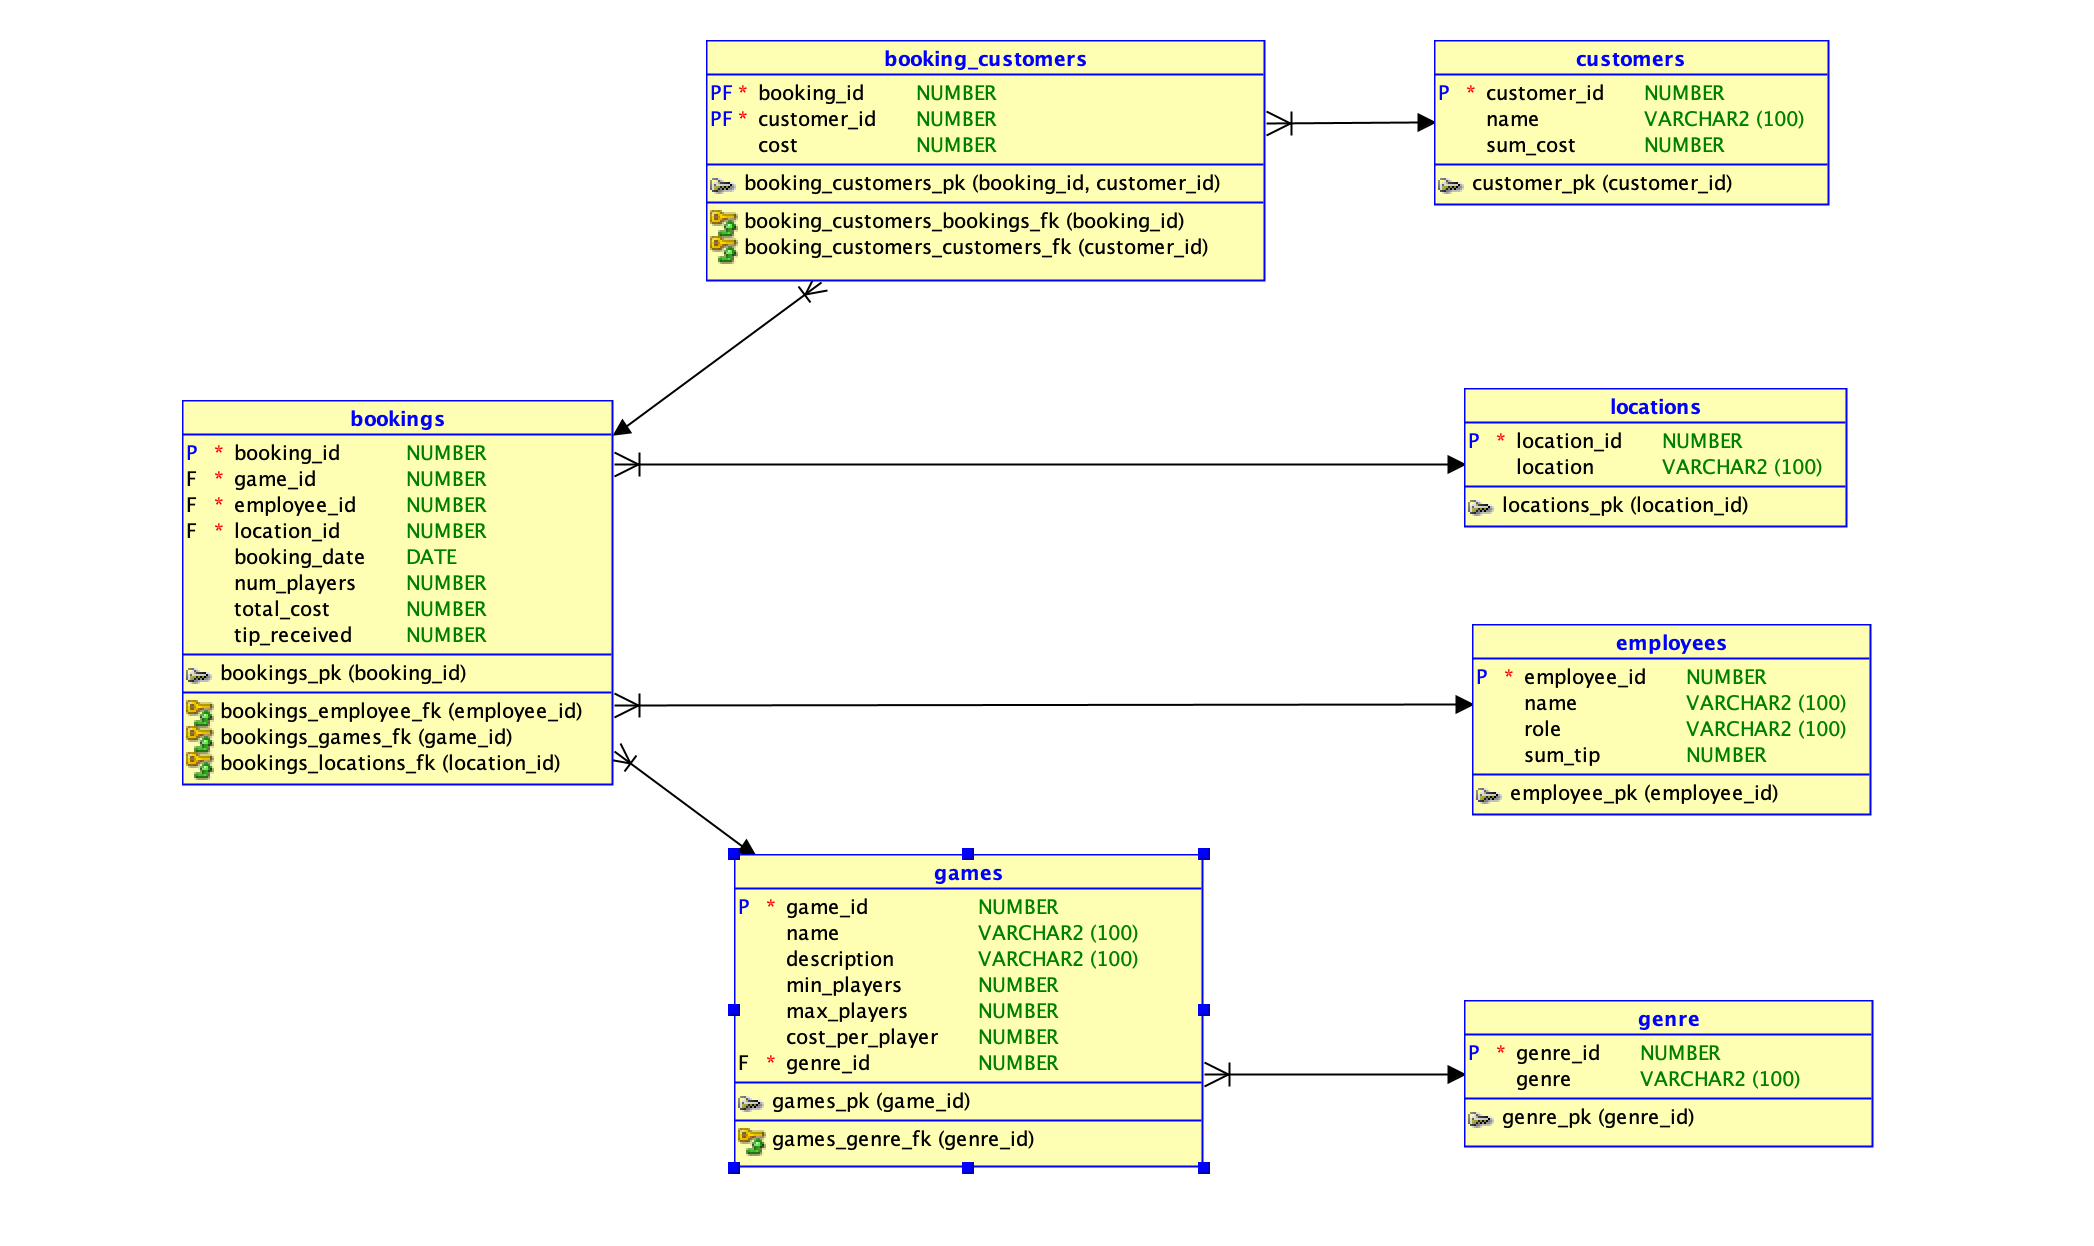 booking_customers
PF * booking_id NUMBER
PF * customer_id NUMBER
cost NUMBER
booking_customers_pk (booking_id, customer_id)
booking_customers_bookings_fk (booking_id)
booking_customers_customers_fk (customer_id)
customers
P * customer_id NUMBER
name VARCHAR2 (100)
sum_cost NUMBER
customer_pk (customer_id)
bookings
P * booking_id NUMBER
F * game_id NUMBER
F * employee_id NUMBER
F * location_id NUMBER
booking_date DATE
num_players NUMBER
total_cost NUMBER
tip_received NUMBER
bookings_pk (booking_id)
bookings_employee_fk (employee_id)
bookings_games_fk (game_id)
bookings_locations_fk (location_id)
locations
P * location_id NUMBER
location VARCHAR2 (100)
locations_pk (location_id)
employees
P * employee_id NUMBER
name VARCHAR2 (100)
role VARCHAR2 (100)
sum_tip NUMBER
employee_pk (employee_id)
games
P * game_id NUMBER
name VARCHAR2 (100)
description VARCHAR2 (100)
min_players NUMBER
max_players NUMBER
cost_per_player NUMBER
F * genre_id NUMBER
games_pk (game_id)
games_genre_fk (genre_id)
genre
P * genre_id NUMBER
genre VARCHAR2 (100)
genre_pk (genre_id)